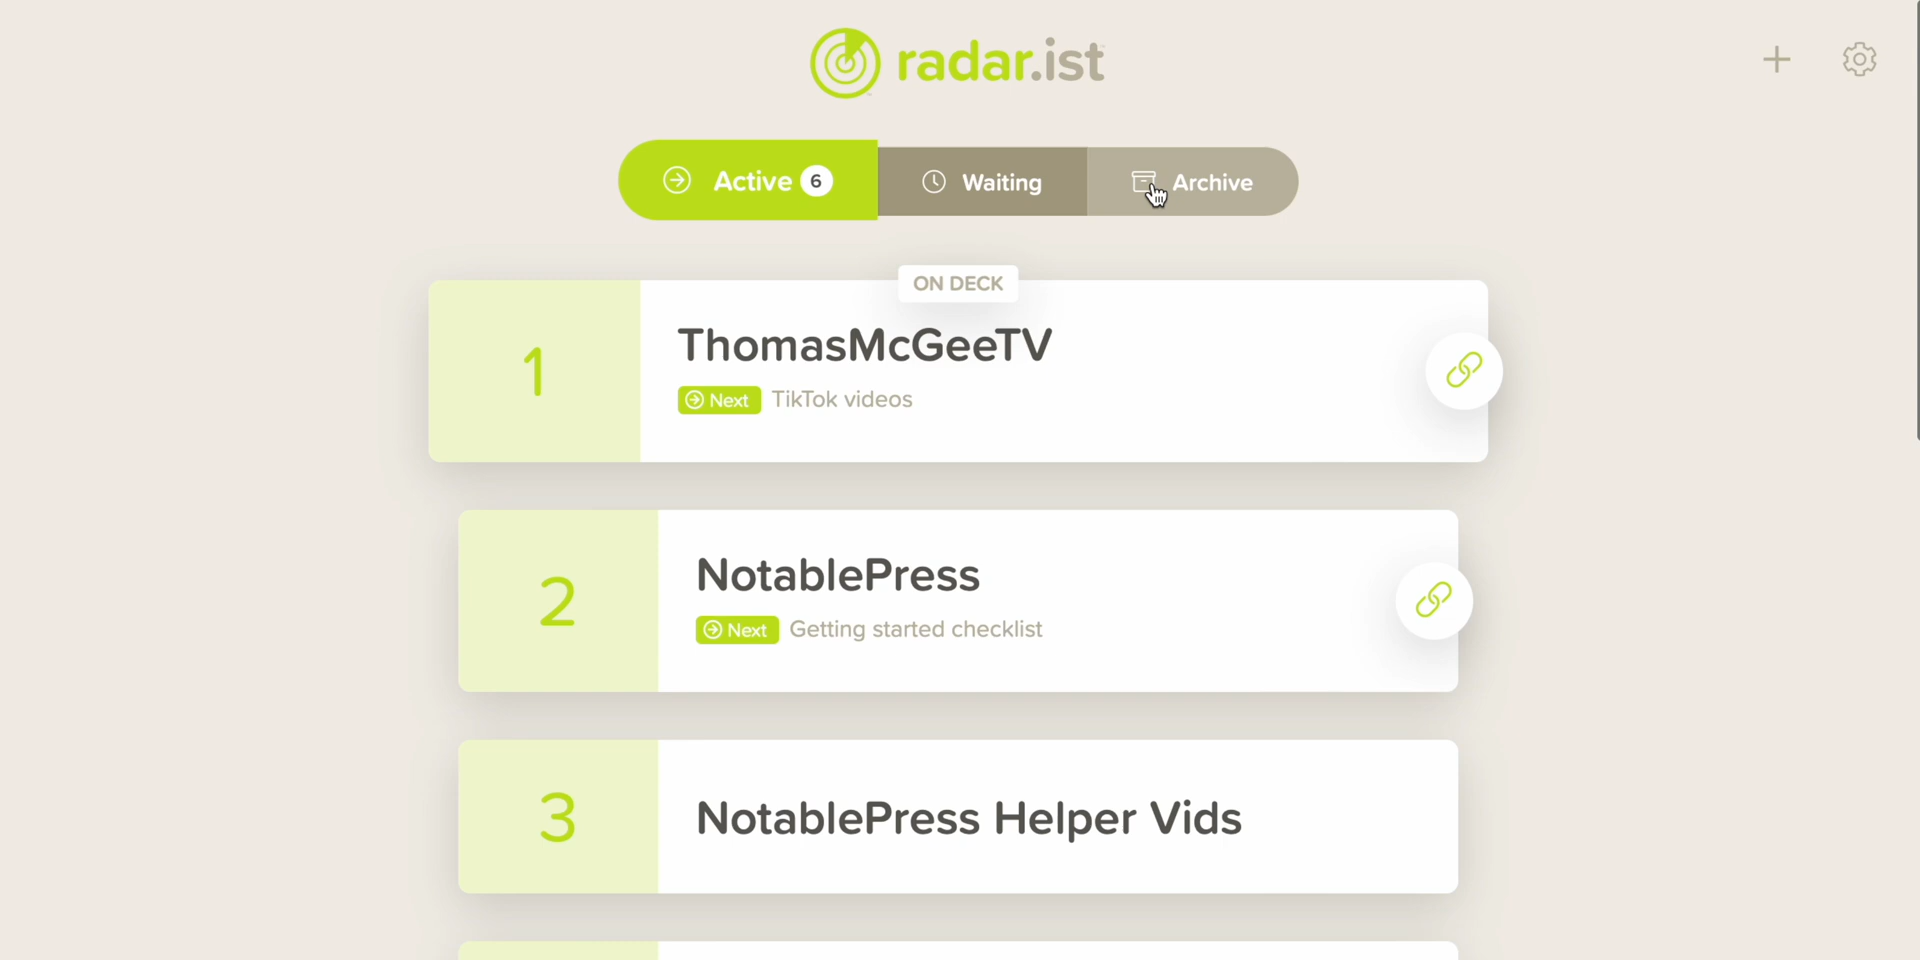 radar.ist
Active 6
Waiting
Archive
ON DECK
1
ThomasMcGeeTV
Next TikTok videos
2
NotablePress
Next Getting started checklist
3
NotablePress Helper Vids